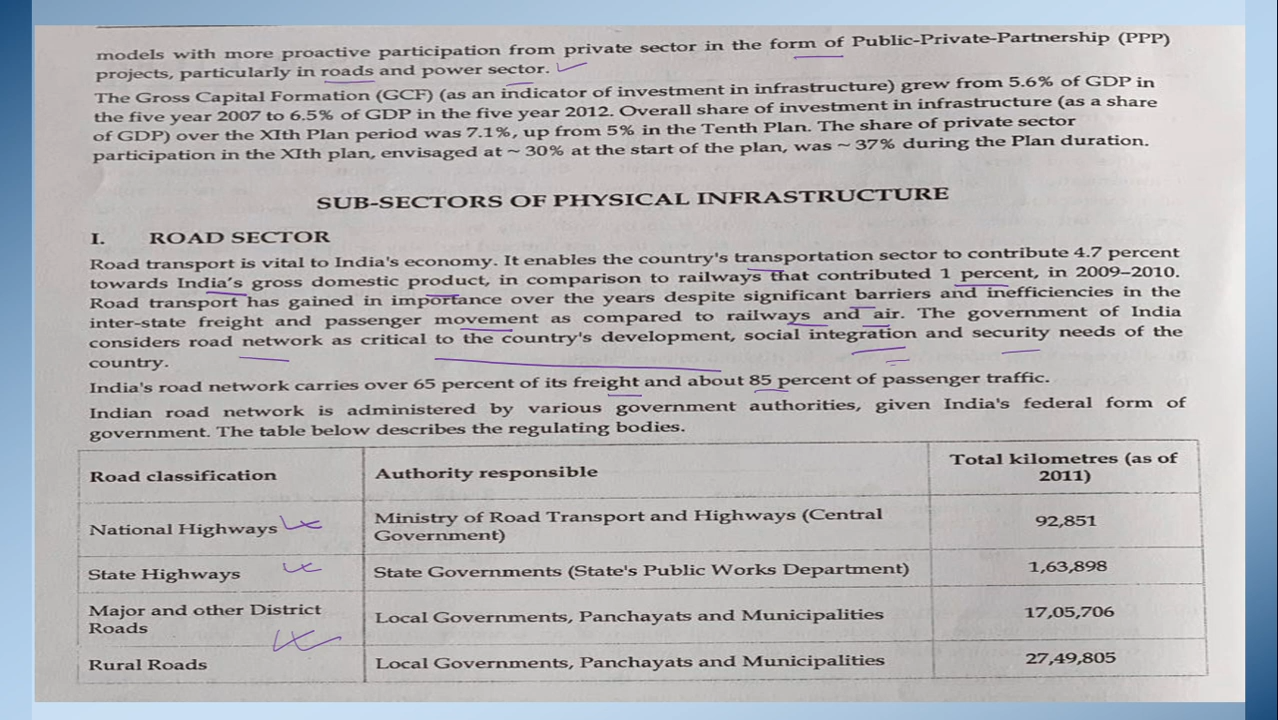 models with more proactive participation from private sector in the form of Public-Private-Partnership (PPP)
projects, particularly in roads and power sector.
The Gross Capital Formation (GCF) (as an indicator of investment in infrastructure) grew from 5.6% of GDP in
the five year 2007 to 6.5% of GDP in the five year 2012. Overall share of investment in infrastructure (as a share
of GDP) over the XIth Plan period was 7.1%, up from 5% in the Tenth Plan. The share of private sector
participation in the XIth plan, envisaged at ~ 30% at the start of the plan, was ~ 37% during the Plan duration.
SUB-SECTORS OF PHYSICAL INFRASTRUCTURE
I. ROAD SECTOR
Road transport is vital to India's economy. It enables the country's transportation sector to contribute 4.7 percent
towards India's gross domestic product, in comparison to railways that contributed 1 percent, in 2009–2010.
Road transport has gained in importance over the years despite significant barriers and inefficiencies in the
inter-state freight and passenger movement as compared to railways and air. The government of India
considers road network as critical to the country's development, social integration and security needs of the
country.
India's road network carries over 65 percent of its freight and about 85 percent of passenger traffic.
Indian road network is administered by various government authorities, given India's federal form of
government. The table below describes the regulating bodies.
Road classification Authority responsible Total kilometres (as of
2011)
National Highways Ministry of Road Transport and Highways (Central
Government) 92,851
State Highways State Governments (State's Public Works Department) 1,63,898
Major and other District
Roads Local Governments, Panchayats and Municipalities 17,05,706
Rural Roads Local Governments, Panchayats and Municipalities 27,49,805